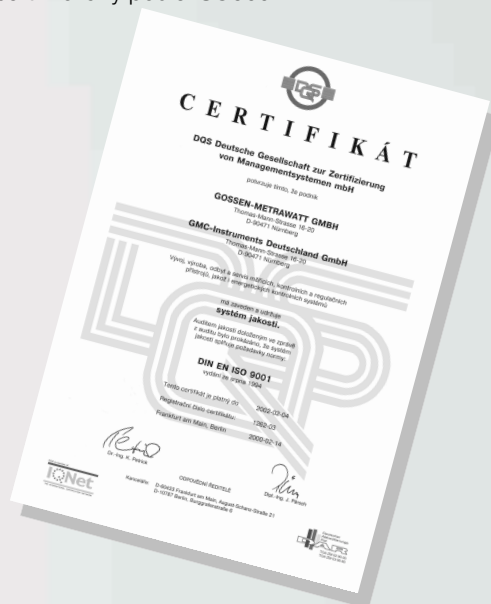 DQS
CERTIFIKÁT
DQS Deutsche Gesellschaft zur Zertifizierung
von Managementsystemen mbH
potvrzuje tímto, že podnik
GOSSEN-METRAWATT GMBH
Thomas-Mann-Strasse 16-20
D-90471 Nürnberg
GMC-Instruments Deutschland GmbH
Thomas-Mann-Strasse 16-20
D-90471 Nürnberg
Vývoj, výroba, odbyt a servis měřicích, kontrolních a regulačních
přístrojů, jakož i energetických kontrolních systémů
má zaveden a udržuje
systém jakosti.
Auditem jakosti doloženým ve zprávě
z auditu bylo prokázáno, že systém
jakosti splňuje požadavky normy:
DIN EN ISO 9001
vydání ze srpna 1994
Tento certifikát je platný do 2002-03-04
Registrační číslo certifikátu: 1262-03
Frankfurt am Main, Berlin 2000-02-14
Dr.-Ing. K. Petrick
Dipl.-Ing. J. Pärsch
ODPOVĚDNÍ ŘEDITELÉ
IQNet
Kanceláře: D-60433 Frankfurt am Main, August-Schanz-Straße 21
D-10787 Berlin, Burggrafenstraße 6